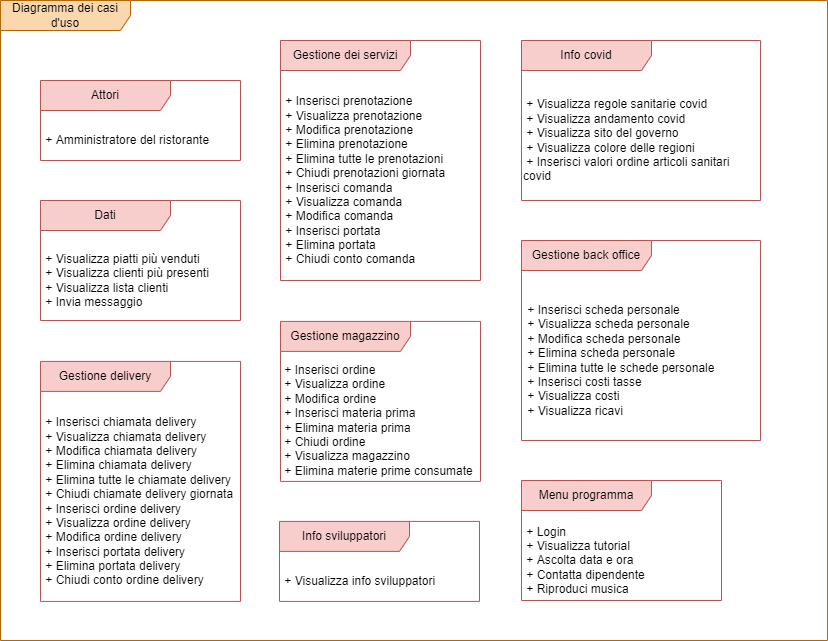 Diagramma dei casi
d'uso
Attori
+ Amministratore del ristorante
Dati
+ Visualizza piatti più venduti
+ Visualizza clienti più presenti
+ Visualizza lista clienti
+ Invia messaggio
Gestione delivery
+ Inserisci chiamata delivery
+ Visualizza chiamata delivery
+ Modifica chiamata delivery
+ Elimina chiamata delivery
+ Elimina tutte le chiamate delivery
+ Chiudi chiamate delivery giornata
+ Inserisci ordine delivery
+ Visualizza ordine delivery
+ Modifica ordine delivery
+ Inserisci portata delivery
+ Elimina portata delivery
+ Chiudi conto ordine delivery
Gestione dei servizi
+ Inserisci prenotazione
+ Visualizza prenotazione
+ Modifica prenotazione
+ Elimina prenotazione
+ Elimina tutte le prenotazioni
+ Chiudi prenotazioni giornata
+ Inserisci comanda
+ Visualizza comanda
+ Modifica comanda
+ Inserisci portata
+ Elimina portata
+ Chiudi conto comanda
Gestione magazzino
+ Inserisci ordine
+ Visualizza ordine
+ Modifica ordine
+ Inserisci materia prima
+ Elimina materia prima
+ Chiudi ordine
+ Visualizza magazzino
+ Elimina materie prime consumate
Info sviluppatori
+ Visualizza info sviluppatori
Info covid
+ Visualizza regole sanitarie covid
+ Visualizza andamento covid
+ Visualizza sito del governo
+ Visualizza colore delle regioni
+ Inserisci valori ordine articoli sanitari
covid
Gestione back office
+ Inserisci scheda personale
+ Visualizza scheda personale
+ Modifica scheda personale
+ Elimina scheda personale
+ Elimina tutte le schede personale
+ Inserisci costi tasse
+ Visualizza costi
+ Visualizza ricavi
Menu programma
+ Login
+ Visualizza tutorial
+ Ascolta data e ora
+ Contatta dipendente
+ Riproduci musica